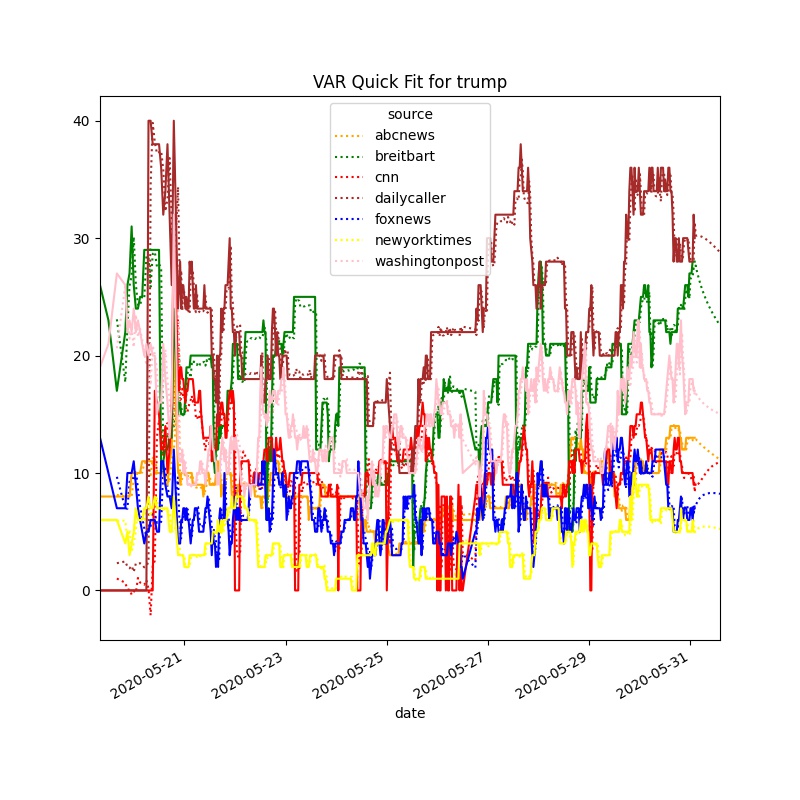 VAR Quick Fit for trump
source
abcnews
breitbart
cnn
dailycaller
foxnews
newyorktimes
washingtonpost
40
30
20
10
0
2020-05-21
2020-05-23
2020-05-25
2020-05-27
2020-05-29
2020-05-31
date